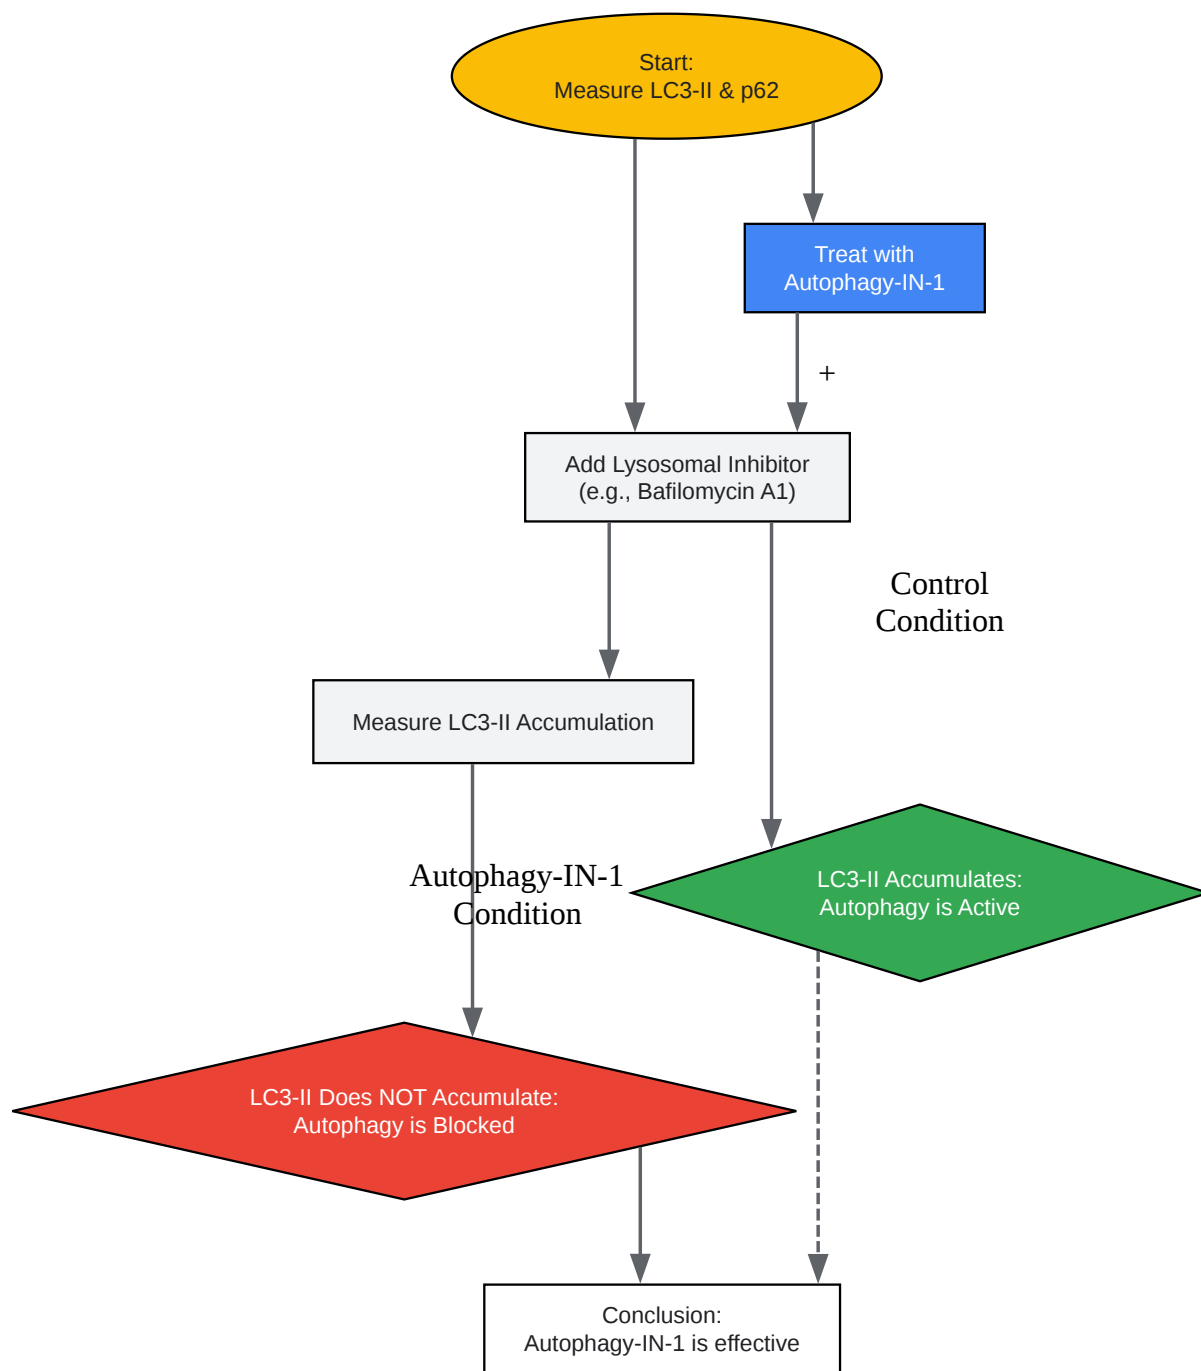 Start:
Measure LC3-II & p62
Treat with
Autophagy-IN-1
+
Add Lysosomal Inhibitor
(e.g., Bafilomycin A1)
Control
Condition
Measure LC3-II Accumulation
Autophagy-IN-1
Condition
LC3-II Accumulates:
Autophagy is Active
LC3-II Does NOT Accumulate:
Autophagy is Blocked
Conclusion:
Autophagy-IN-1 is effective